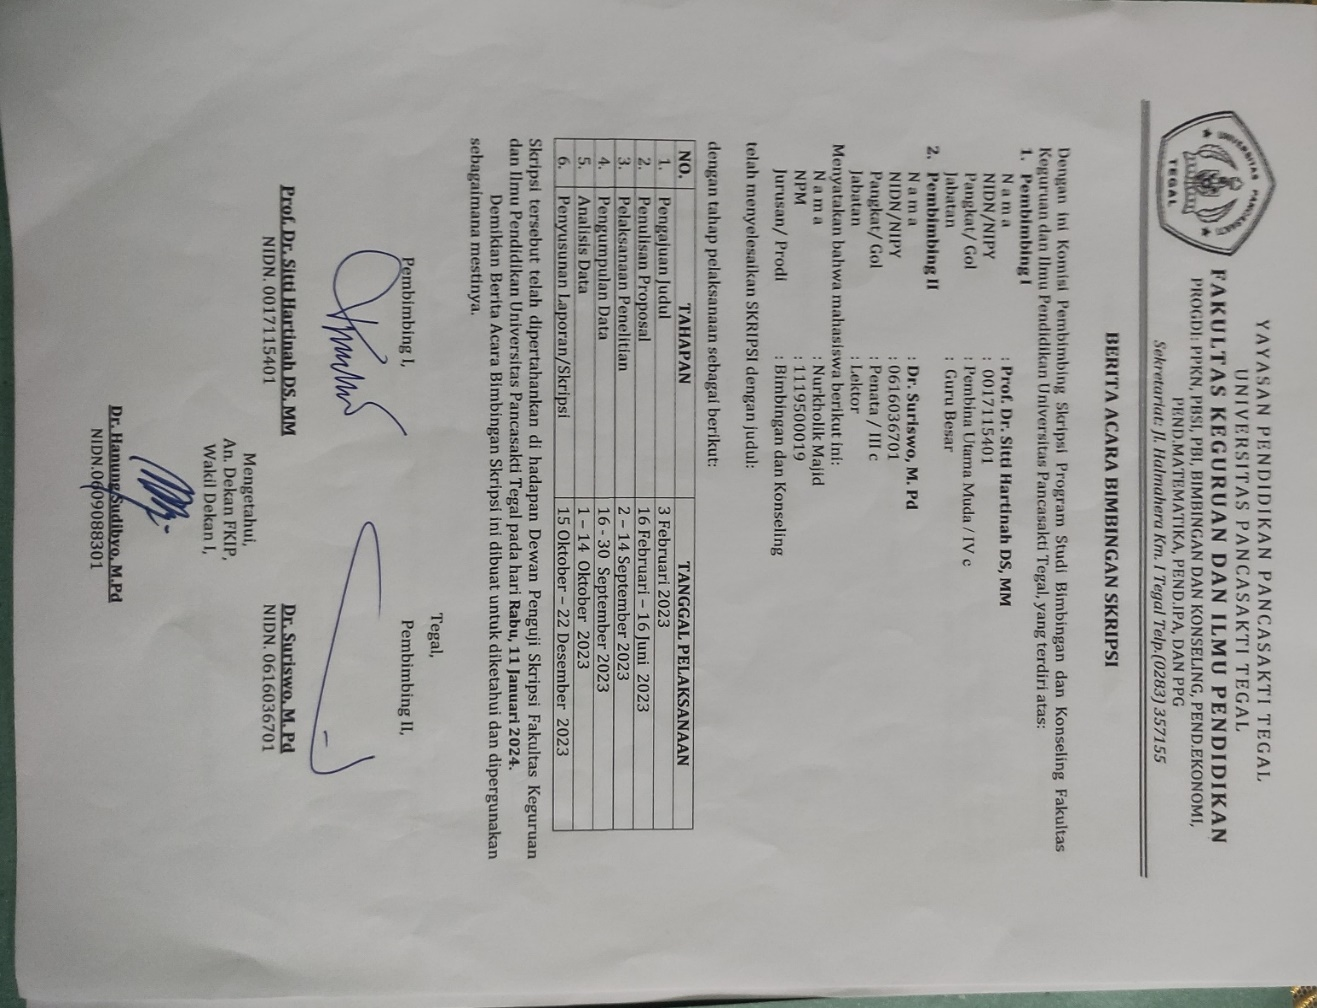 YAYASAN PENDIDIKAN PANCASAKTI TEGAL
UNIVERSITAS PANCASAKTI TEGAL
FAKULTAS KEGURUAN DAN ILMU PENDIDIKAN
PROGDI: PPKN, PBSI, PBI, BIMBINGAN DAN KONSELING, PEND.EKONOMI,
PEND.MATEMATIKA, PEND.IPA, DAN PPG
Sekretariat: Jl. Halmahera Km. 1 Tegal Telp.(0283) 357155
UNIVERSITAS PANCASAKTI
TEGAL
BERITA ACARA BIMBINGAN SKRIPSI
Dengan ini Komisi Pembimbing Skripsi Program Studi Bimbingan dan Konseling Fakultas
Keguruan dan Ilmu Pendidikan Universitas Pancasakti Tegal, yang terdiri atas:
1. Pembimbing I
N a m a : Prof. Dr. Sitti Hartinah DS, MM
NIDN/NIPY : 0017115401
Pangkat/ Gol : Pembina Utama Muda / IV c
Jabatan : Guru Besar
2. Pembimbing II
N a m a : Dr. Suriswo, M. Pd
NIDN/NIPY : 0616036701
Pangkat/ Gol : Penata / III c
Jabatan : Lektor
Menyatakan bahwa mahasiswa berikut ini:
N a m a : Nurkholik Majid
NPM : 1119500019
Jurusan/ Prodi : Bimbingan dan Konseling
telah menyelesaikan SKRIPSI dengan judul:
dengan tahap pelaksanaan sebagai berikut:
NO. TAHAPAN TANGGAL PELAKSANAAN
1. Pengajuan Judul 3 Februari 2023
2. Penulisan Proposal 16 Februari – 16 Juni 2023
3. Pelaksanaan Penelitian 2 – 14 September 2023
4. Pengumpulan Data 16 - 30 September 2023
5. Analisis Data 1 – 14 Oktober 2023
6. Penyusunan Laporan/Skripsi 15 Oktober – 22 Desember 2023
Skripsi tersebut telah dipertahankan di hadapan Dewan Penguji Skripsi Fakultas Keguruan
dan Ilmu Pendidikan Universitas Pancasakti Tegal pada hari Rabu, 11 Januari 2024.
Demikian Berita Acara Bimbingan Skripsi ini dibuat untuk diketahui dan dipergunakan
sebagaimana mestinya.
Tegal,
Pembimbing I, Pembimbing II,
Prof. Dr. Sitti Hartinah DS, MM Dr. Suriswo, M. Pd
NIDN. 0017115401 NIDN. 0616036701
Mengetahui,
An. Dekan FKIP,
Wakil Dekan I,
Dr. Hanung Sudibyo, M.Pd
NIDN.0609088301